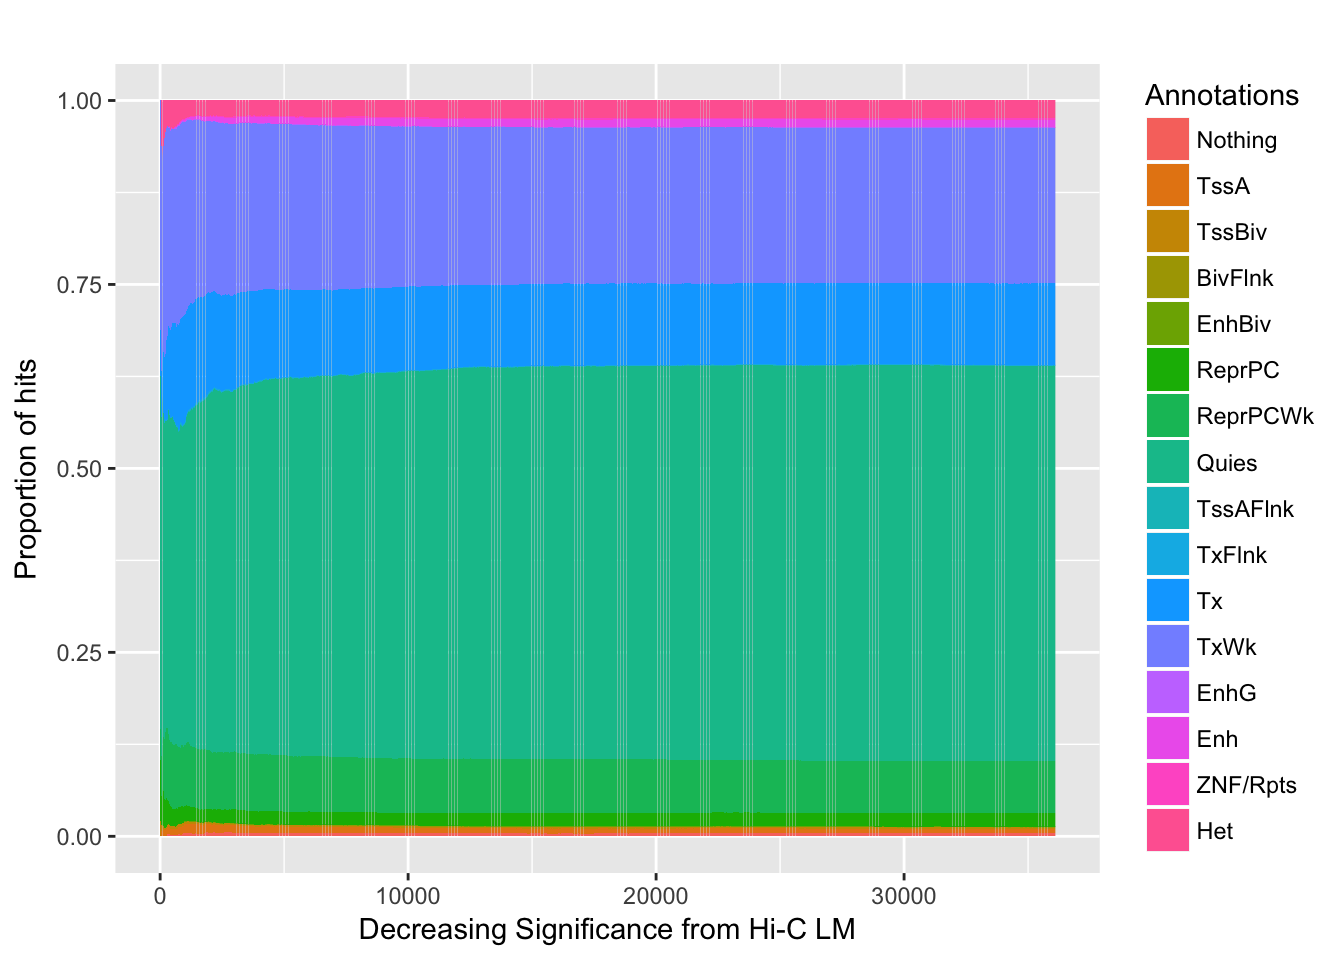 1.00
0.75
0.50
0.25
0.00
Proportion of hits
0
10000
20000
30000
Decreasing Significance from Hi-C LM
Annotations
Nothing
TssA
TssBiv
BivFlnk
EnhBiv
ReprPC
ReprPCWk
Quies
TssAFlnk
TxFlnk
Tx
TxWk
EnhG
Enh
ZNF/Rpts
Het